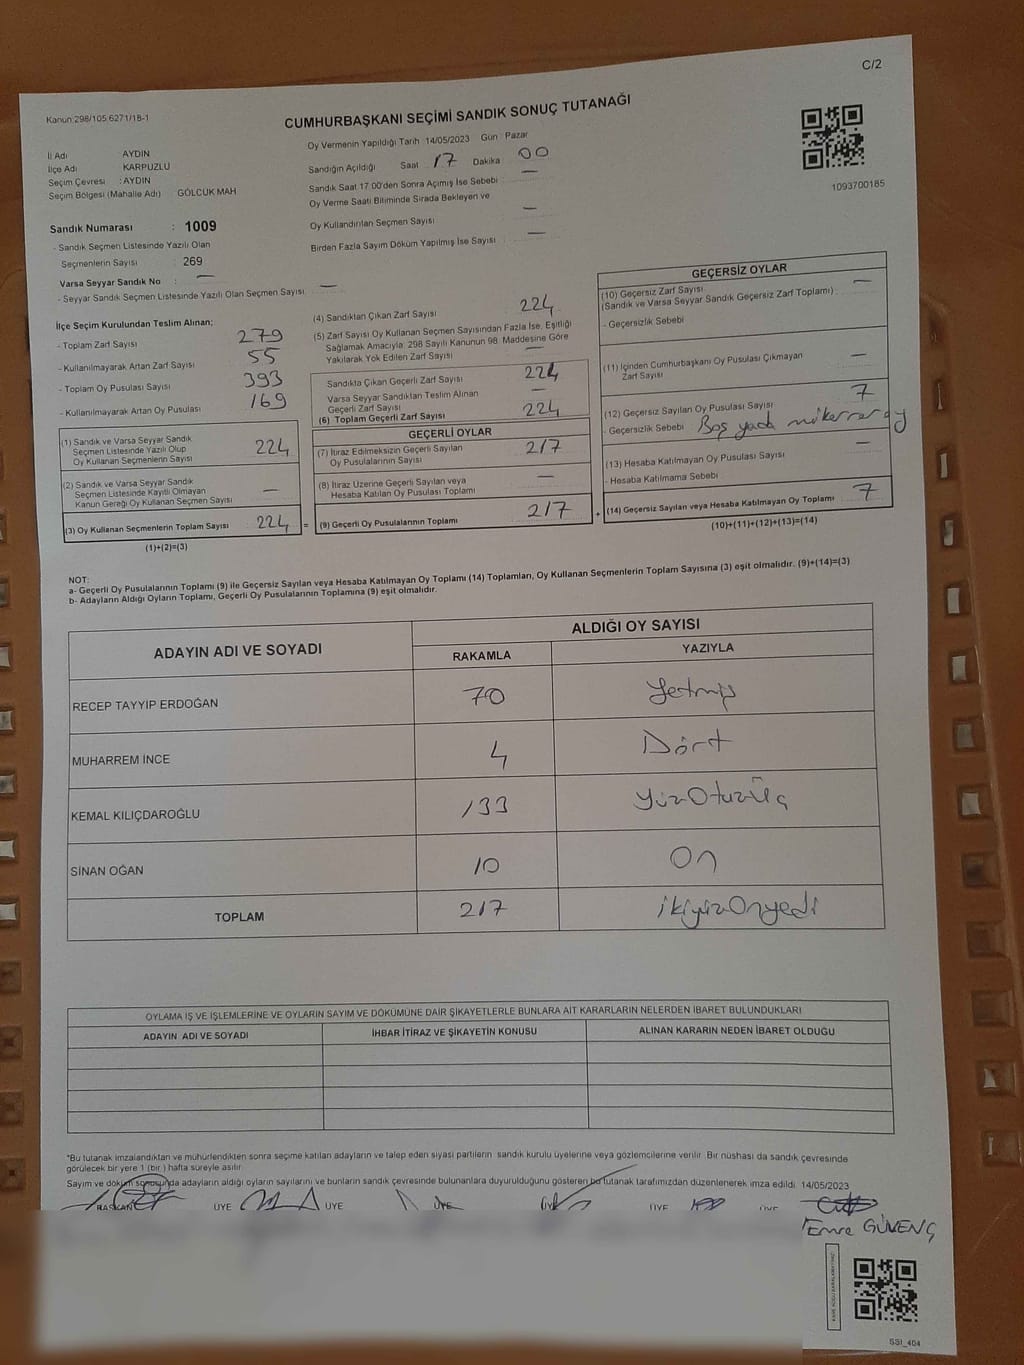 C/2
Kanun:298/105,6271/18-1
CUMHURBAŞKANI SEÇİMİ SANDIK SONUÇ TUTANAĞI
Oy Vermenin Yapıldığı Tarih 14/05/2023 Gün Pazar
İl Adı AYDIN
İlçe Adı KARPUZLU
Seçim Çevresi : AYDIN
Seçim Bölgesi (Mahalle Adı) GÖLCÜK MAH
Sandığın Açıldığı Saat 17 Dakika 00
Sandık Saat 17 00'den Sonra Açımış İse Sebebi —
Oy Verme Saati Bitiminde Sırada Bekleyen ve
Oy Kullandırılan Seçmen Sayısı —
Birden Fazla Sayım Döküm Yapılmış İse Sayısı —
1093700185
Sandık Numarası : 1009
- Sandık Seçmen Listesinde Yazılı Olan
Seçmenlerin Sayısı : 269
Varsa Seyyar Sandık No : —
- Seyyar Sandık Seçmen Listesinde Yazılı Olan Seçmen Sayısı —
İlçe Seçim Kurulundan Teslim Alınan;
- Toplam Zarf Sayısı 279
- Kullanılmayarak Artan Zarf Sayısı 55
- Toplam Oy Pusulası Sayısı 393
- Kullanılmayarak Artan Oy Pusulası 169
(1) Sandık ve Varsa Seyyar Sandık
Seçmen Listesinde Yazılı Olup
Oy Kullanan Seçmenlerin Sayısı 224
(2) Sandık ve Varsa Seyyar Sandık
Seçmen Listesinde Kayıtlı Olmayan
Kanun Gereği Oy Kullanan Seçmen Sayısı —
(3) Oy Kullanan Seçmenlerin Toplam Sayısı 224 =
(1)+(2)=(3)
(4) Sandıktan Çıkan Zarf Sayısı 224
(5) Zarf Sayısı Oy Kullanan Seçmen Sayısından Fazla İse, Eşitliği
Sağlamak Amacıyla; 298 Sayılı Kanunun 98. Maddesine Göre
Yakılarak Yok Edilen Zarf Sayısı —
Sandıkta Çıkan Geçerli Zarf Sayısı 224
Varsa Seyyar Sandıktan Teslim Alınan
Geçerli Zarf Sayısı —
(6) Toplam Geçerli Zarf Sayısı 224
GEÇERLİ OYLAR
(7) İtiraz Edilmeksizin Geçerli Sayılan
Oy Pusulalarının Sayısı 217
(8) İtiraz Üzerine Geçerli Sayılan veya
Hesaba Katılan Oy Pusulası Toplamı —
(9) Geçerli Oy Pusulalarının Toplamı 217 +
GEÇERSİZ OYLAR
(10) Geçersiz Zarf Sayısı —
(Sandık ve Varsa Seyyar Sandık Geçersiz Zarf Toplamı) :
- Geçersizlik Sebebi
(11) İçinden Cumhurbaşkanı Oy Pusulası Çıkmayan
Zarf Sayısı —
(12) Geçersiz Sayılan Oy Pusulası Sayısı 7
- Geçersizlik Sebebi Boş yada mükerrer oy
(13) Hesaba Katılmayan Oy Pusulası Sayısı —
- Hesaba Katılmama Sebebi
(14) Geçersiz Sayılan veya Hesaba Katılmayan Oy Toplamı 7
(10)+(11)+(12)+(13)=(14)
NOT:
a- Geçerli Oy Pusulalarının Toplamı (9) ile Geçersiz Sayılan veya Hesaba Katılmayan Oy Toplamı (14) Toplamları, Oy Kullanan Seçmenlerin Toplam Sayısına (3) eşit olmalıdır. (9)+(14)=(3)
b- Adayların Aldığı Oyların Toplamı, Geçerli Oy Pusulalarının Toplamına (9) eşit olmalıdır.
ADAYIN ADI VE SOYADI
ALDIĞI OY SAYISI
RAKAMLA YAZIYLA
RECEP TAYYİP ERDOĞAN 70 Yetmiş
MUHARREM İNCE 4 Dört
KEMAL KILIÇDAROĞLU 133 YüzOtuzÜç
SİNAN OĞAN 10 On
TOPLAM 217 ikiyüzOnyedi
OYLAMA İŞ VE İŞLEMLERİNE VE OYLARIN SAYIM VE DÖKÜMÜNE DAİR ŞİKAYETLERLE BUNLARA AİT KARARLARIN NELERDEN İBARET BULUNDUKLARI
ADAYIN ADI VE SOYADI İHBAR İTİRAZ VE ŞİKAYETİN KONUSU ALINAN KARARIN NEDEN İBARET OLDUĞU
*Bu tutanak imzalandıktan ve mühürlendikten sonra seçime katılan adayların ve talep eden siyasi partilerin sandık kurulu üyelerine veya gözlemcilerine verilir. Bir nüshası da sandık çevresinde
görülecek bir yere 1 (bir ) hafta süreyle asılır.
Sayım ve döküm sonosunda adayların aldığı oyların sayılarını ve bunların sandık çevresinde bulunanlara duyurulduğunu gösteren bu tutanak tarafımızdan düzenlenerek imza edildi. 14/05/2023
BAŞKAN ÜYE ÜYE ÜYE ÜYE ÜYE ÜYE
Emre GÜVENÇ
SSI_404